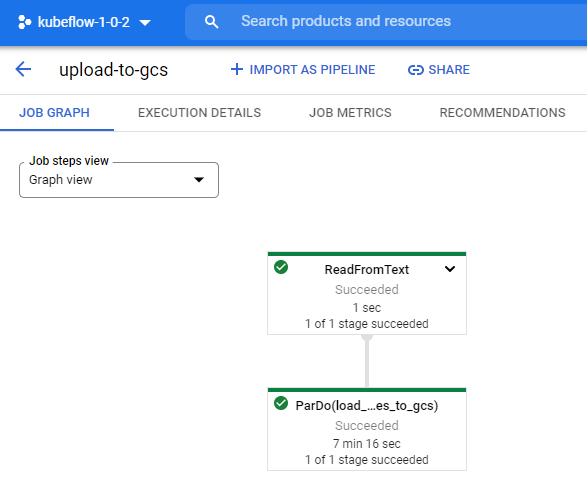 kubeflow-1-0-2
Search products and resources
upload-to-gcs
IMPORT AS PIPELINE
SHARE
JOB GRAPH
EXECUTION DETAILS
JOB METRICS
RECOMMENDATIONS
Job steps view
Graph view
ReadFromText
Succeeded
1 sec
1 of 1 stage succeeded
ParDo(load_...es_to_gcs)
Succeeded
7 min 16 sec
1 of 1 stage succeeded